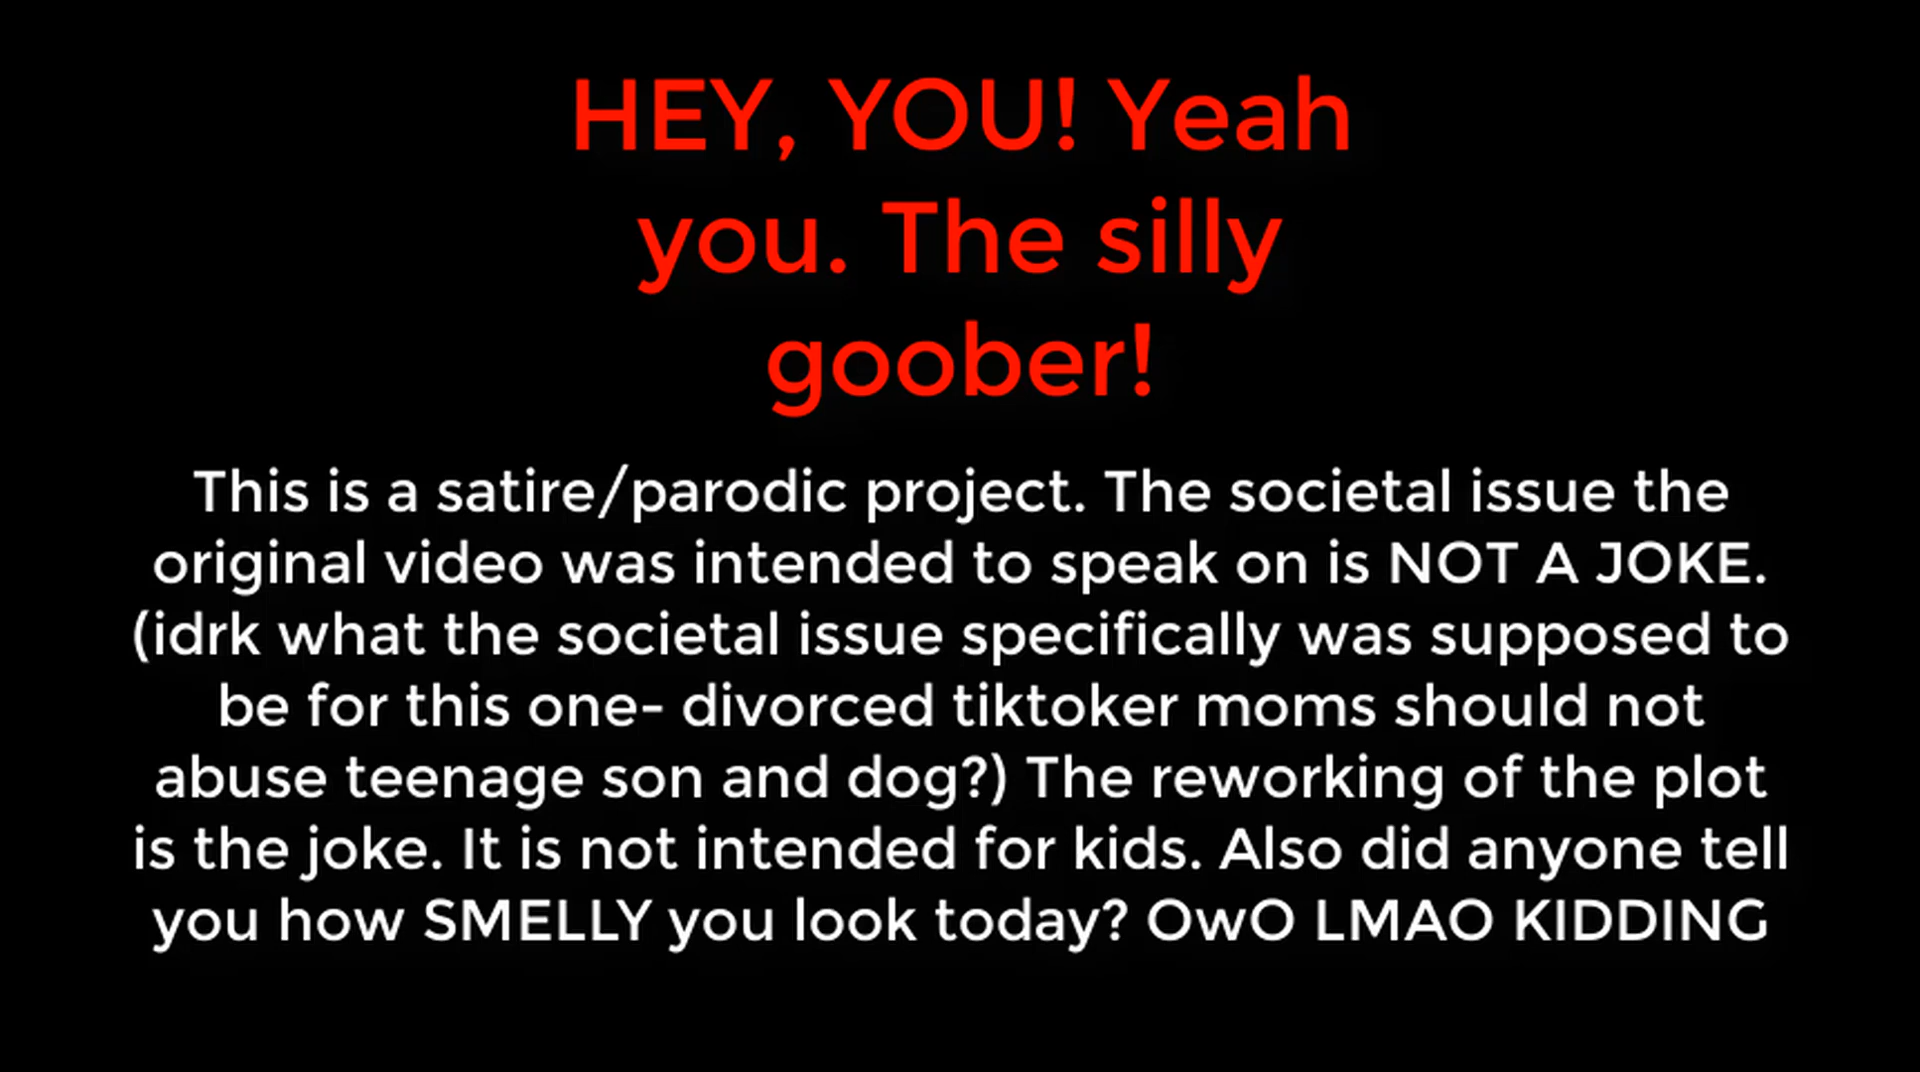 HEY, YOU! Yeah
you. The silly
goober!
This is a satire/parodic project. The societal issue the
original video was intended to speak on is NOT A JOKE.
(idrk what the societal issue specifically was supposed to
be for this one- divorced tiktoker moms should not
abuse teenage son and dog?) The reworking of the plot
is the joke. It is not intended for kids. Also did anyone tell
you how SMELLY you look today? OwO LMAO KIDDING